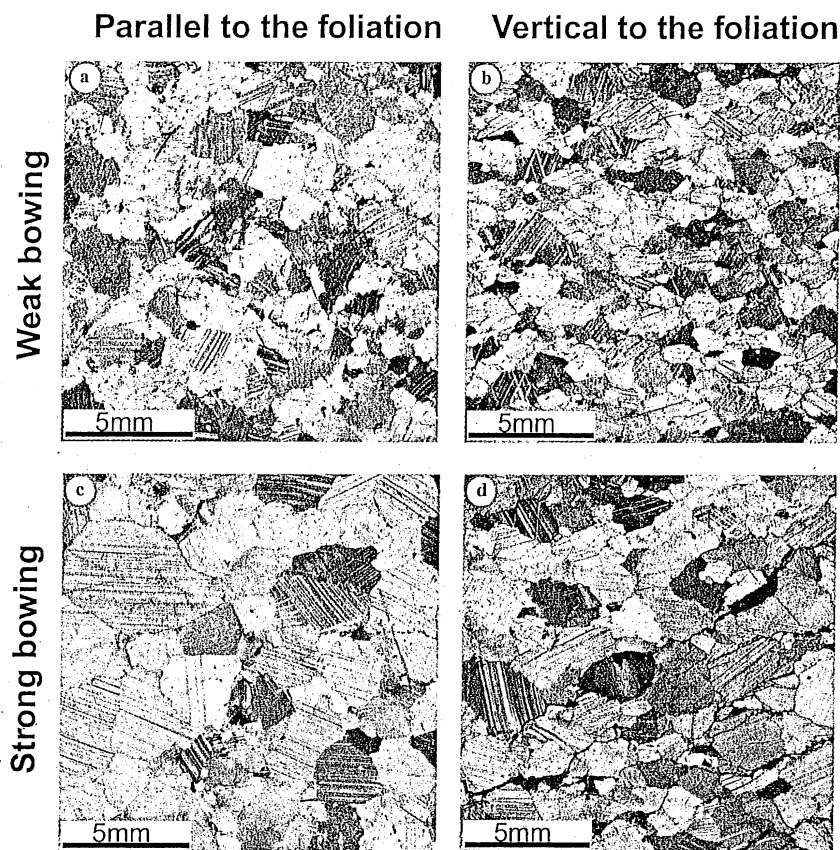 Parallel to the foliation
Vertical to the foliation
Weak bowing
a
b
5mm
5mm
Strong bowing
c
d
5mm
5mm